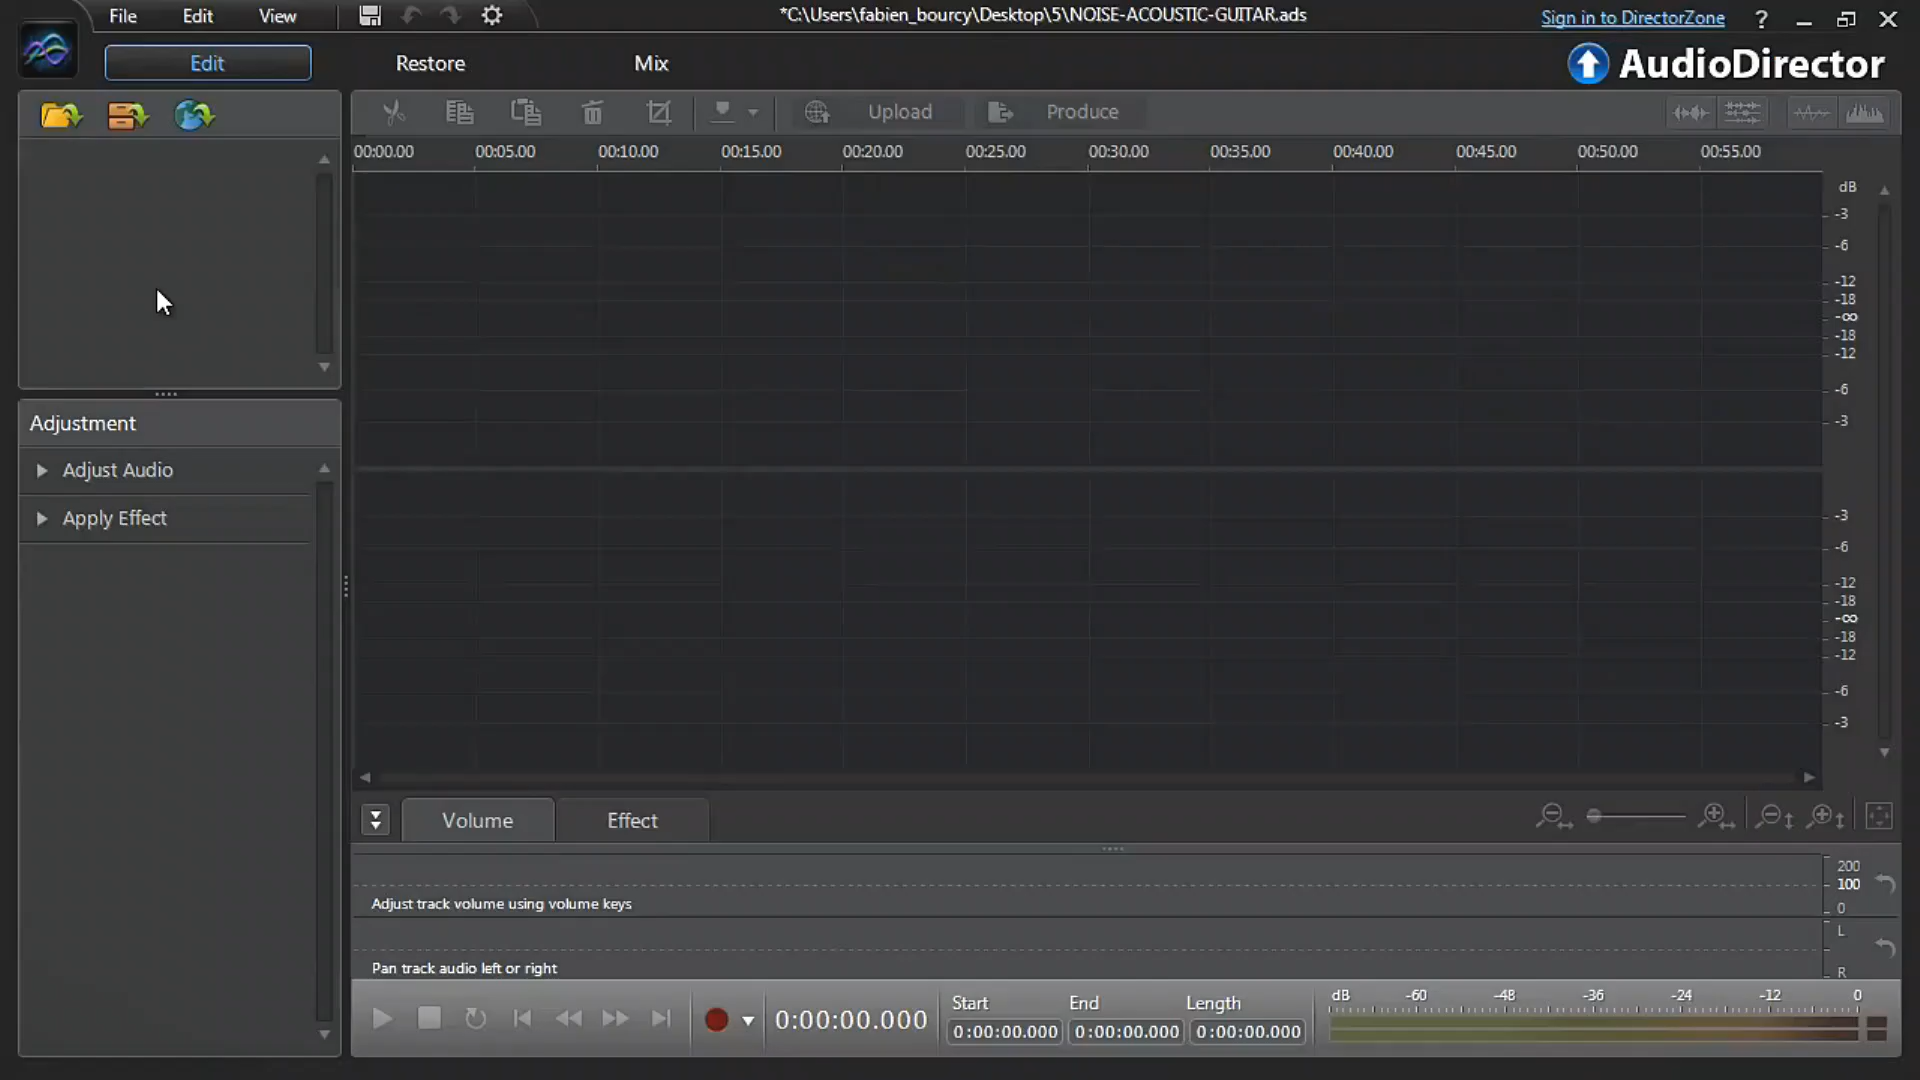 File Edit View
*C:\Users\fabien_bourcy\Desktop\5\NOISE-ACOUSTIC-GUITAR.ads
Sign in to DirectorZone ?
Edit Restore Mix
AudioDirector
Upload Produce
00:00.00 00:05.00 00:10.00 00:15.00 00:20.00 00:25.00 00:30.00 00:35.00 00:40.00 00:45.00 00:50.00 00:55.00
dB
-3
-6
-12
-18
-∞
-18
-12
-6
-3
Adjustment
Adjust Audio
Apply Effect
-3
-6
-12
-18
-∞
-18
-12
-6
-3
Volume Effect
200
100
0
Adjust track volume using volume keys
L
R
Pan track audio left or right
0:00:00.000
Start End Length
0:00:00.000 0:00:00.000 0:00:00.000
dB -60 -48 -36 -24 -12 0